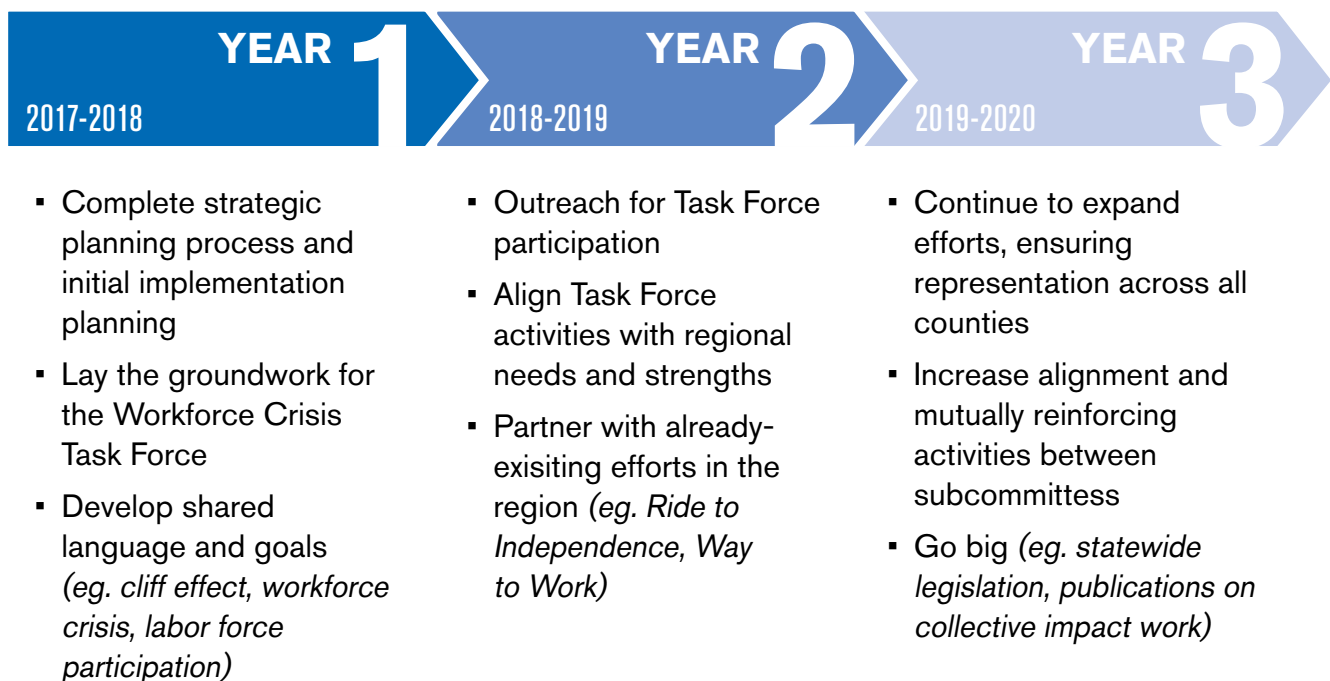 YEAR 1
2017-2018
▪ Complete strategic
planning process and
initial implementation
planning
▪ Lay the groundwork for
the Workforce Crisis
Task Force
▪ Develop shared
language and goals
(eg. cliff effect, workforce
crisis, labor force
participation)
YEAR 2
2018-2019
▪ Outreach for Task Force
participation
▪ Align Task Force
activities with regional
needs and strengths
▪ Partner with already-
exisiting efforts in the
region (eg. Ride to
Independence, Way
to Work)
YEAR 3
2019-2020
▪ Continue to expand
efforts, ensuring
representation across all
counties
▪ Increase alignment and
mutually reinforcing
activities between
subcommittess
▪ Go big (eg. statewide
legislation, publications on
collective impact work)